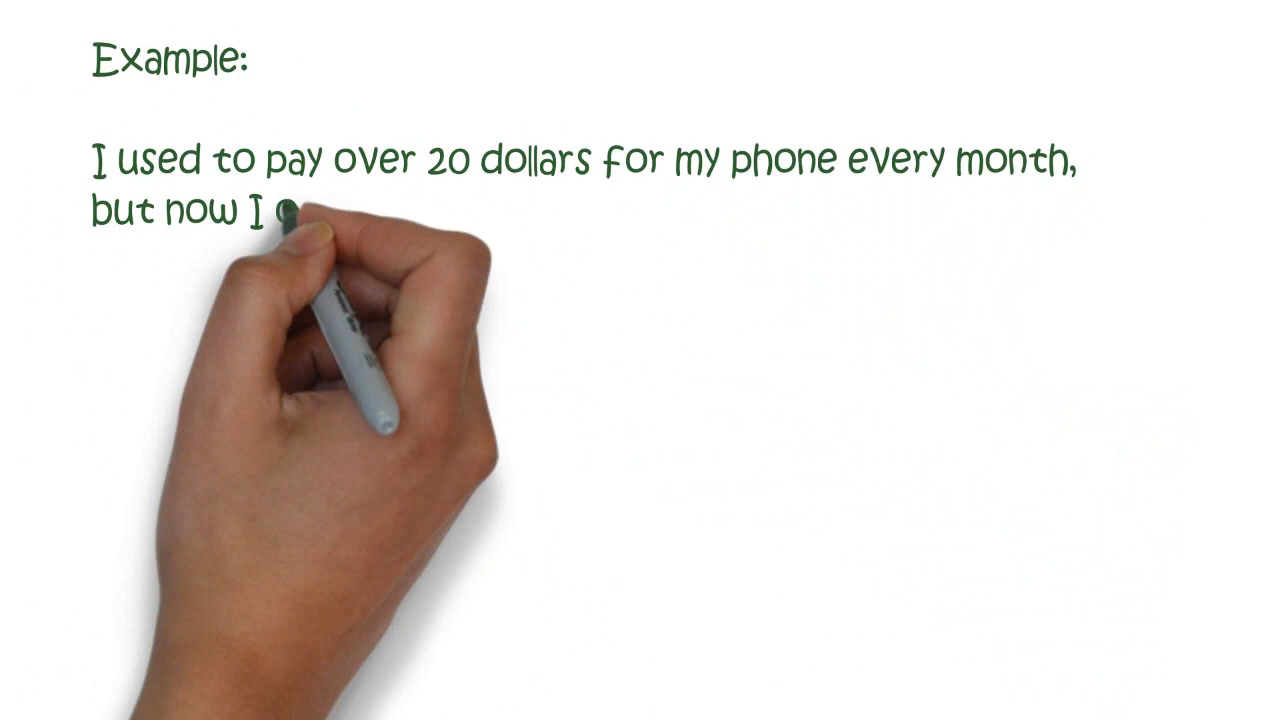 Example:
I used to pay over 20 dollars for my phone every month,
but now I